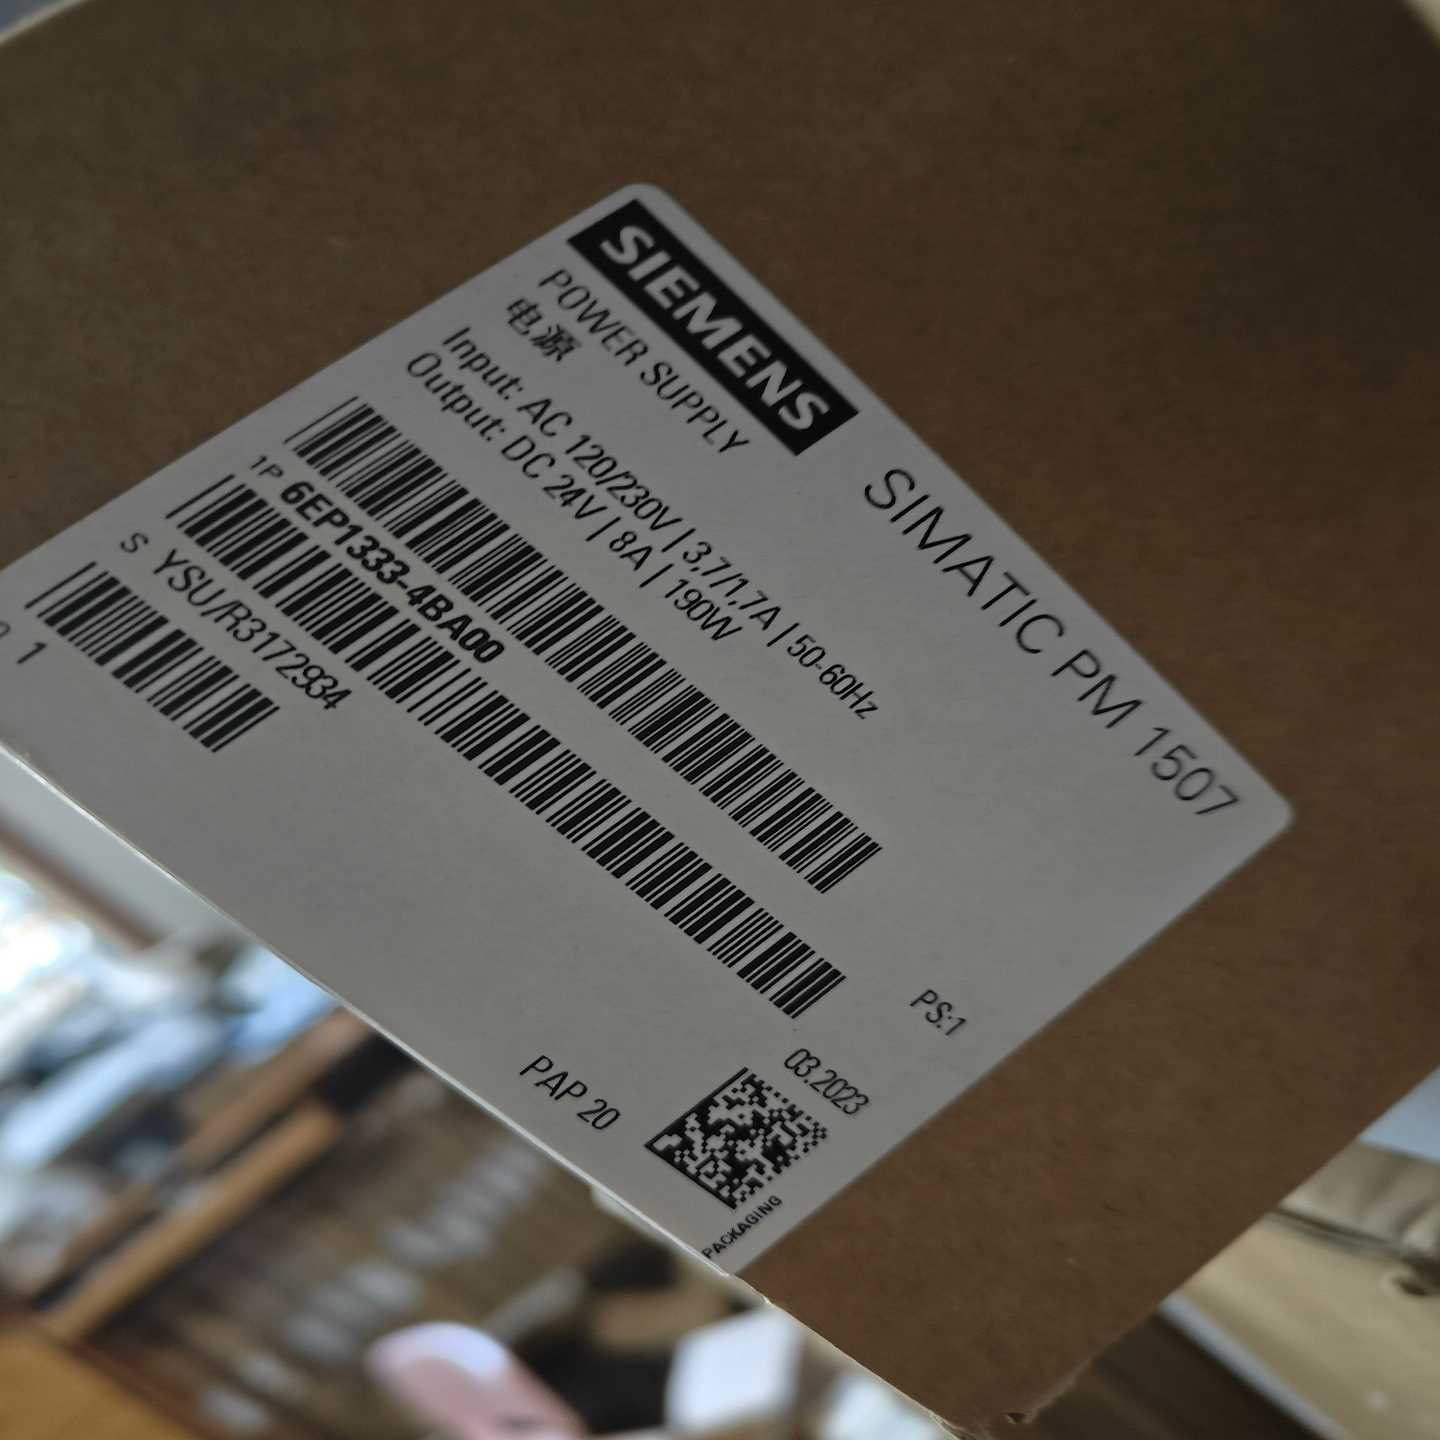 SIEMENS
SIMATIC PM 1507
POWER SUPPLY
电源
Input: AC 120/230V | 3,7/1,7A | 50-60Hz
Output: DC 24V | 8A | 190W
1P 6EP1333-4BA00
S YSU/R3172934
1
PS:1
03.2023
PAP 20
PACKAGING